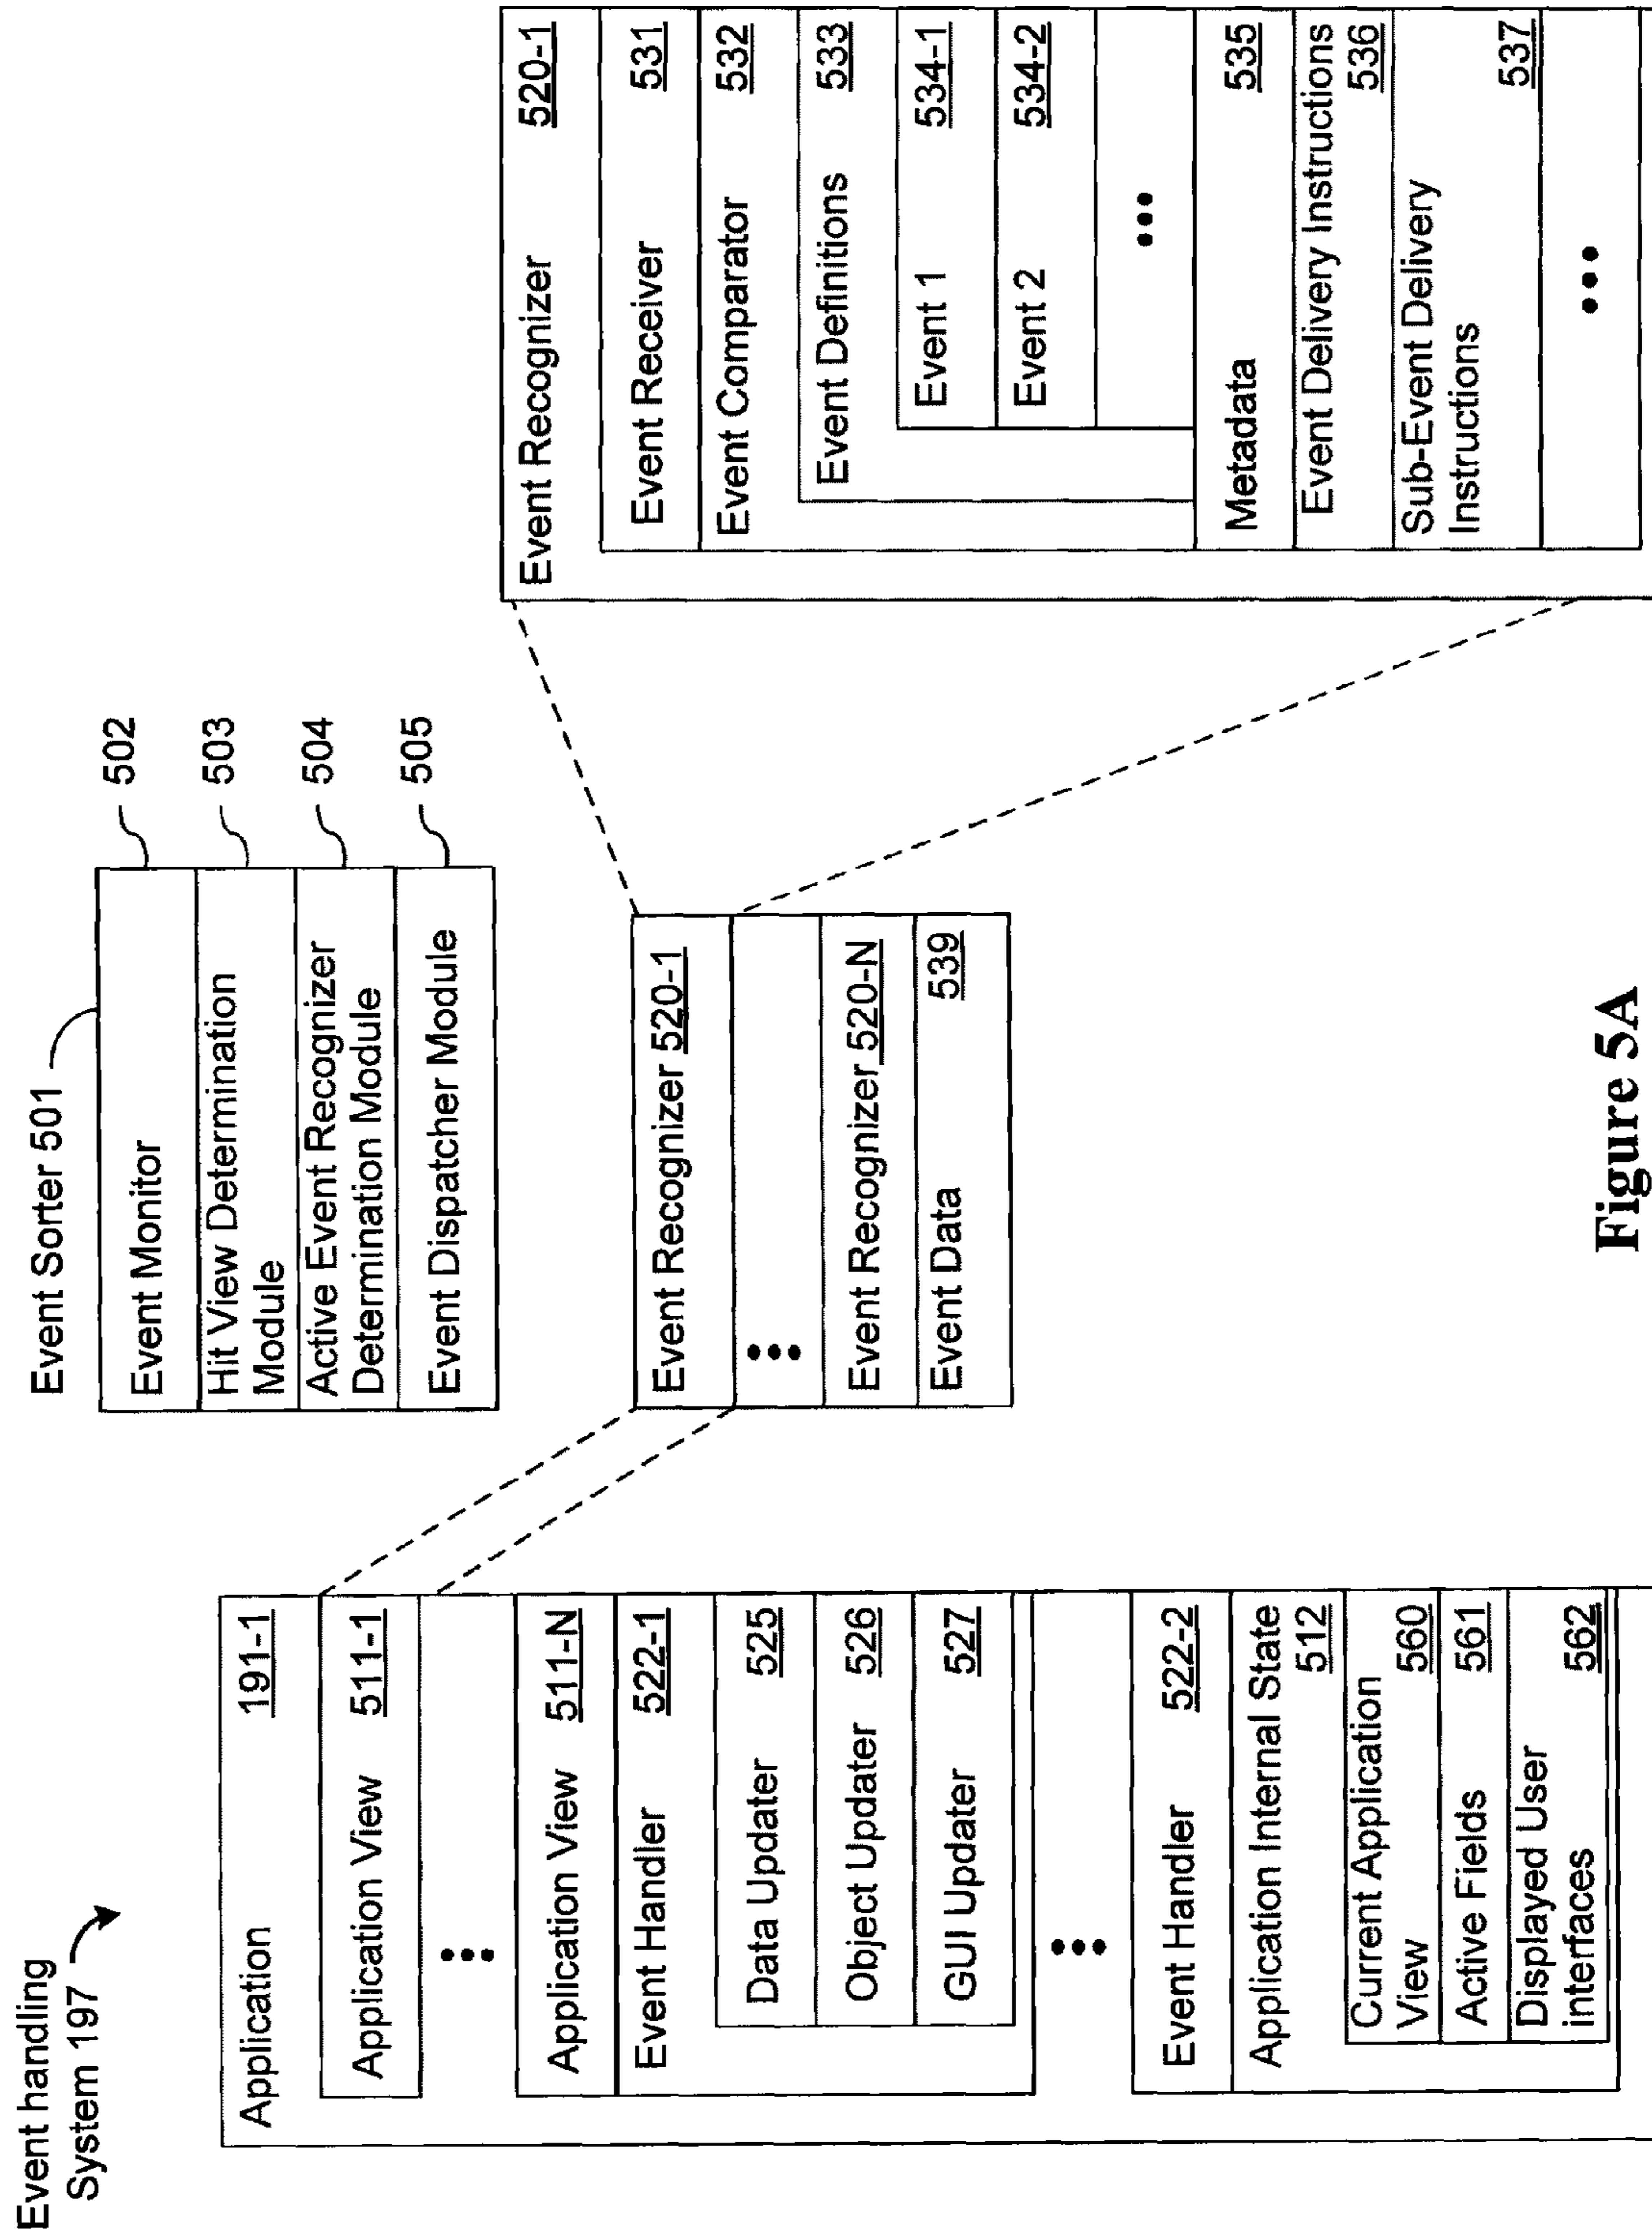 Event handling
System 197
Application 191-1
Application View 511-1
Application View 511-N
Event Handler 522-1
Data Updater 525
Object Updater 526
GUI Updater 527
Event Handler 522-2
Application Internal State
512
Current Application
View 560
Active Fields 561
Displayed User
interfaces 562
Event Sorter 501
Event Monitor
502
Hit View Determination
Module
503
Active Event Recognizer
Determination Module
504
Event Dispatcher Module
505
Event Recognizer 520-1
Event Recognizer 520-N
Event Data 539
Event Recognizer 520-1
Event Receiver 531
Event Comparator 532
Event Definitions 533
Event 1 534-1
Event 2 534-2
Metadata 535
Event Delivery Instructions
536
Sub-Event Delivery
Instructions 537
Figure 5A